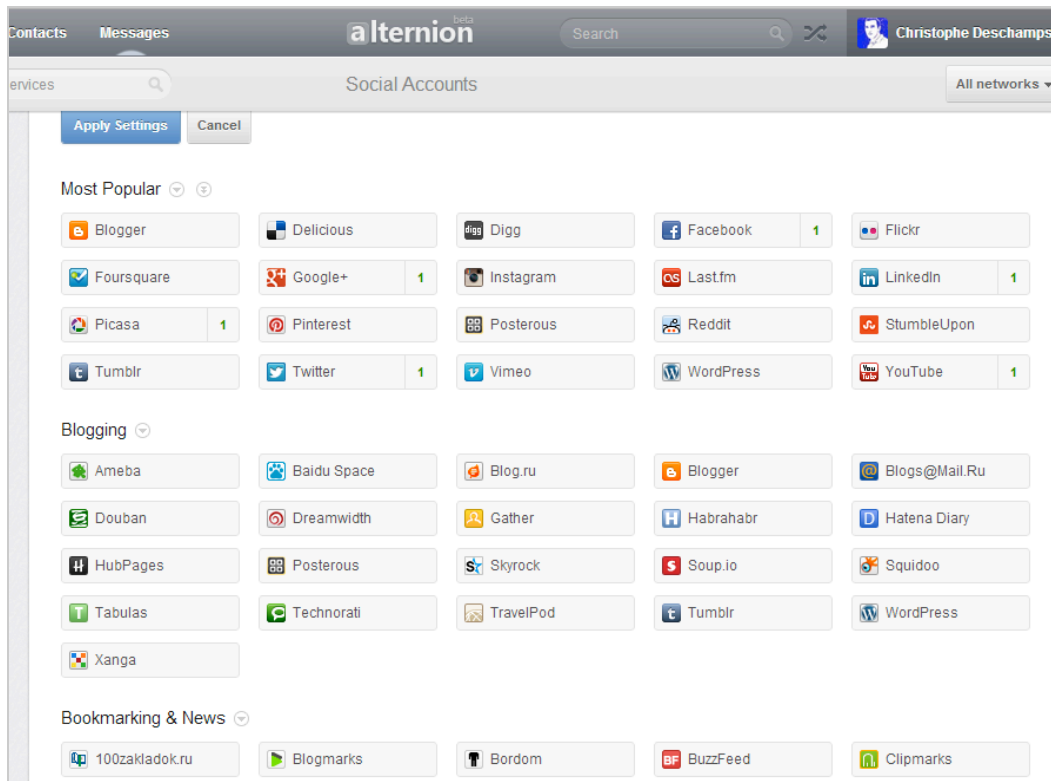 Contacts Messages alternion beta Search Christophe Deschamps
ervices Social Accounts All networks
Apply Settings Cancel
Most Popular
Blogger Delicious Digg Facebook 1 Flickr
Foursquare Google+ 1 Instagram Last.fm LinkedIn 1
Picasa 1 Pinterest Posterous Reddit StumbleUpon
Tumblr Twitter 1 Vimeo WordPress YouTube 1
Blogging
Ameba Baidu Space Blog.ru Blogger Blogs@Mail.Ru
Douban Dreamwidth Gather Habrahabr Hatena Diary
HubPages Posterous Skyrock Soup.io Squidoo
Tabulas Technorati TravelPod Tumblr WordPress
Xanga
Bookmarking & News
100zakladok.ru Blogmarks Bordom BuzzFeed Clipmarks